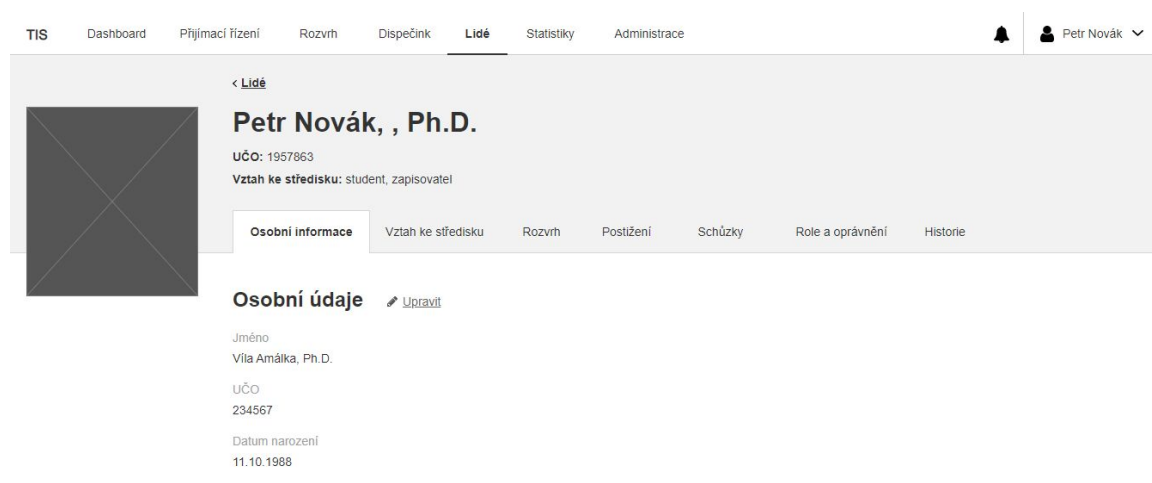 TIS Dashboard Přijímací řízení Rozvrh Dispečink Lidé Statistiky Administrace Petr Novák
‹ Lidé
Petr Novák, , Ph.D.
UČO: 1957863
Vztah ke středisku: student, zapisovatel
Osobní informace Vztah ke středisku Rozvrh Postižení Schůzky Role a oprávnění Historie
Osobní údaje Upravit
Jméno
Víla Amálka, Ph.D.
UČO
234567
Datum narození
11.10.1988